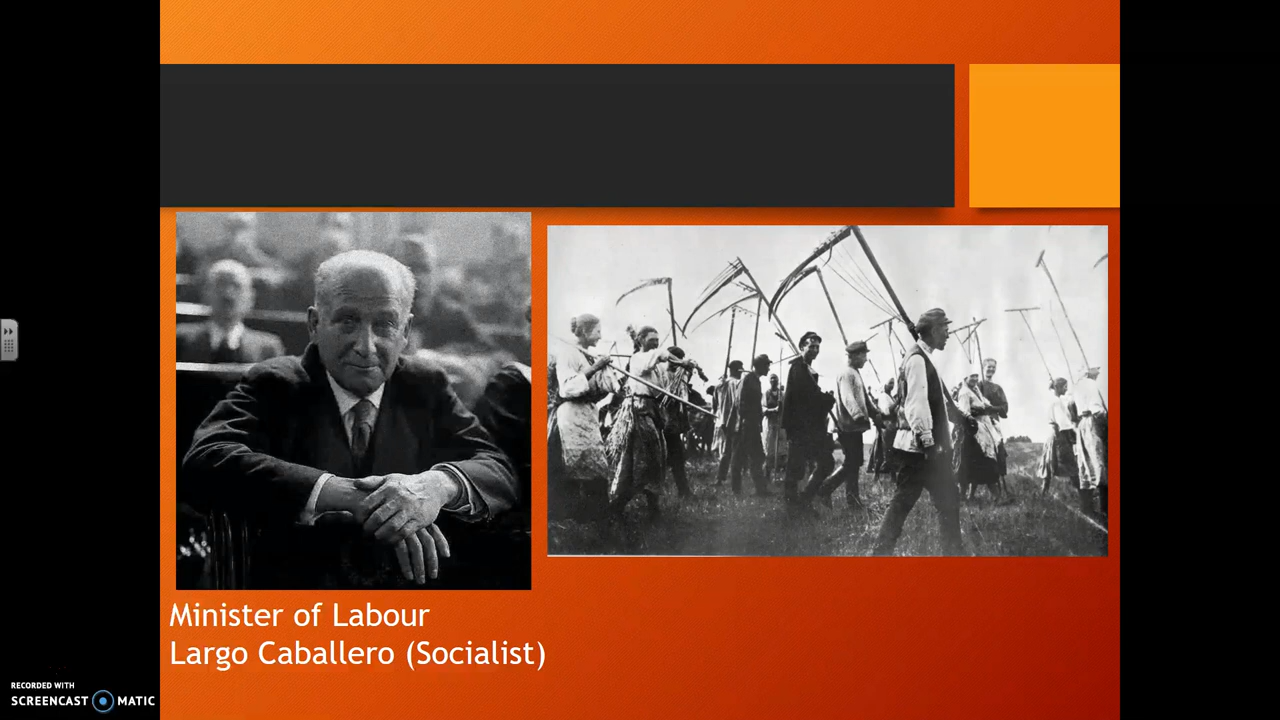 Minister of Labour
Largo Caballero (Socialist)
RECORDED WITH
SCREENCAST MATIC